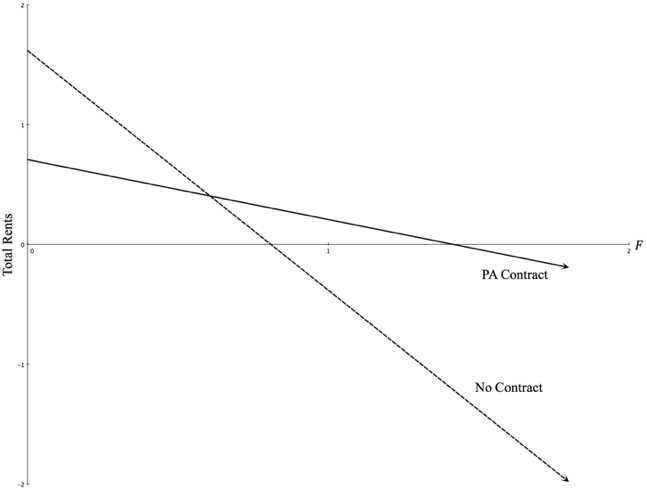 2
1
Total Rents
0
0
1
2
F
PA Contract
-1
No Contract
-2